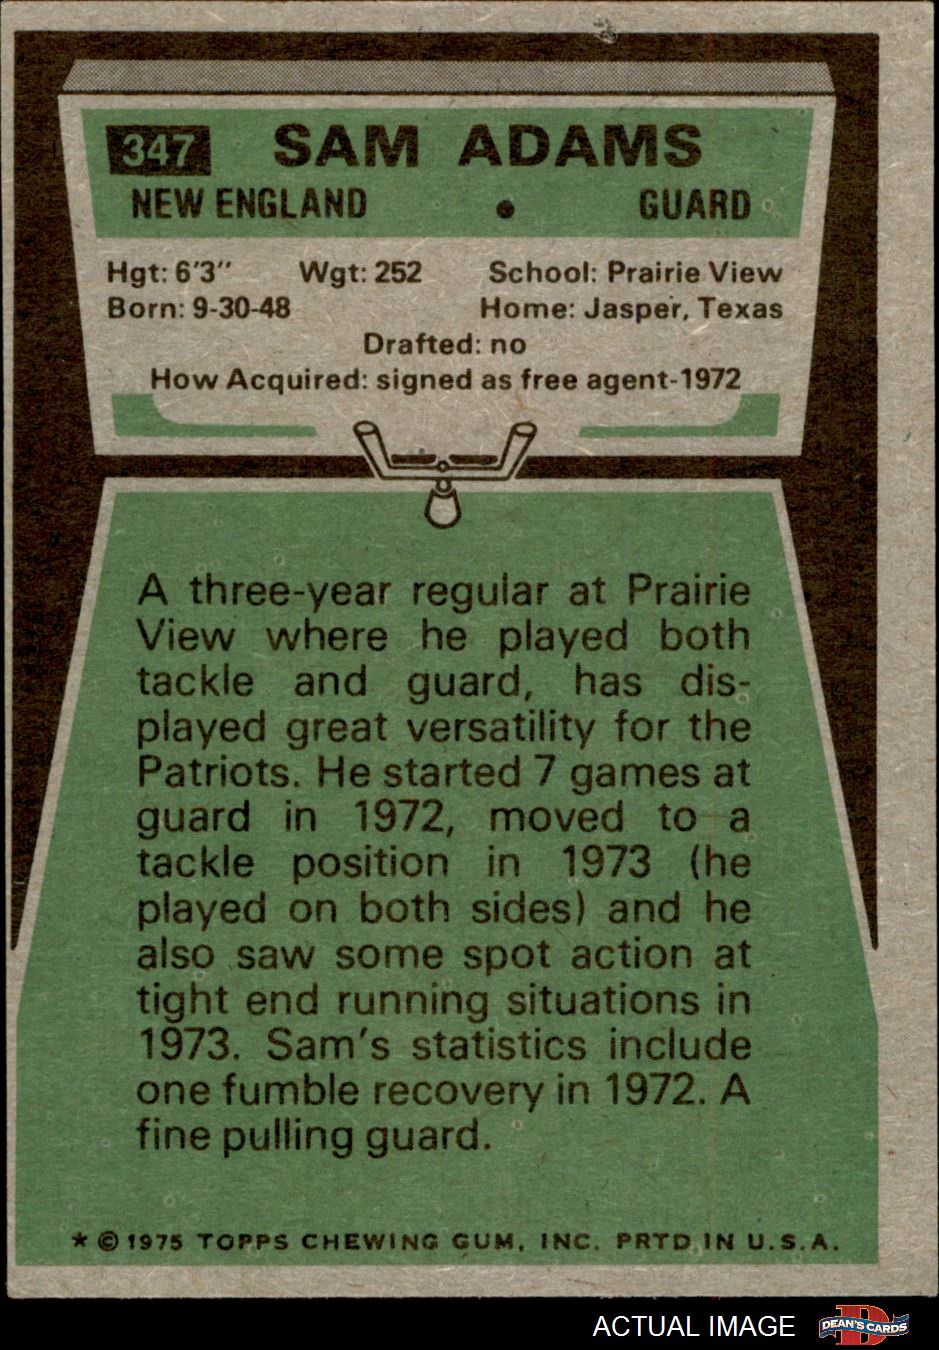 347 SAM ADAMS
NEW ENGLAND • GUARD
Hgt: 6'3" Wgt: 252 School: Prairie View
Born: 9-30-48 Home: Jasper, Texas
Drafted: no
How Acquired: signed as free agent-1972
A three-year regular at Prairie
View where he played both
tackle and guard, has dis-
played great versatility for the
Patriots. He started 7 games at
guard in 1972, moved to a
tackle position in 1973 (he
played on both sides) and he
also saw some spot action at
tight end running situations in
1973. Sam's statistics include
one fumble recovery in 1972. A
fine pulling guard.
* © 1975 TOPPS CHEWING GUM, INC. PRTD IN U.S.A.
ACTUAL IMAGE D DEAN'S CARDS